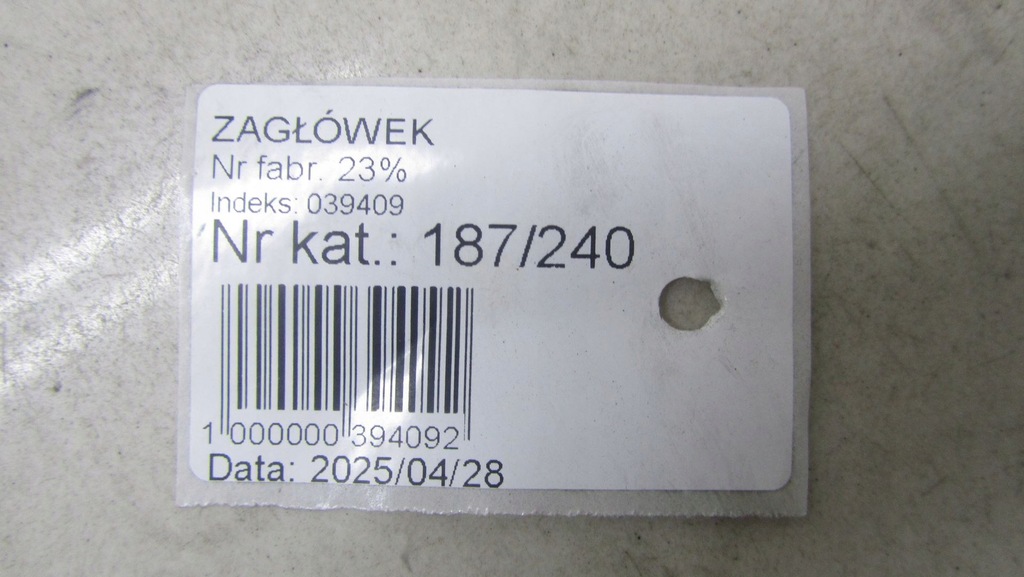 ZAGŁÓWEK
Nr fabr. 23%
Indeks: 039409
Nr kat.: 187/240
1 000000 394092
Data: 2025/04/28